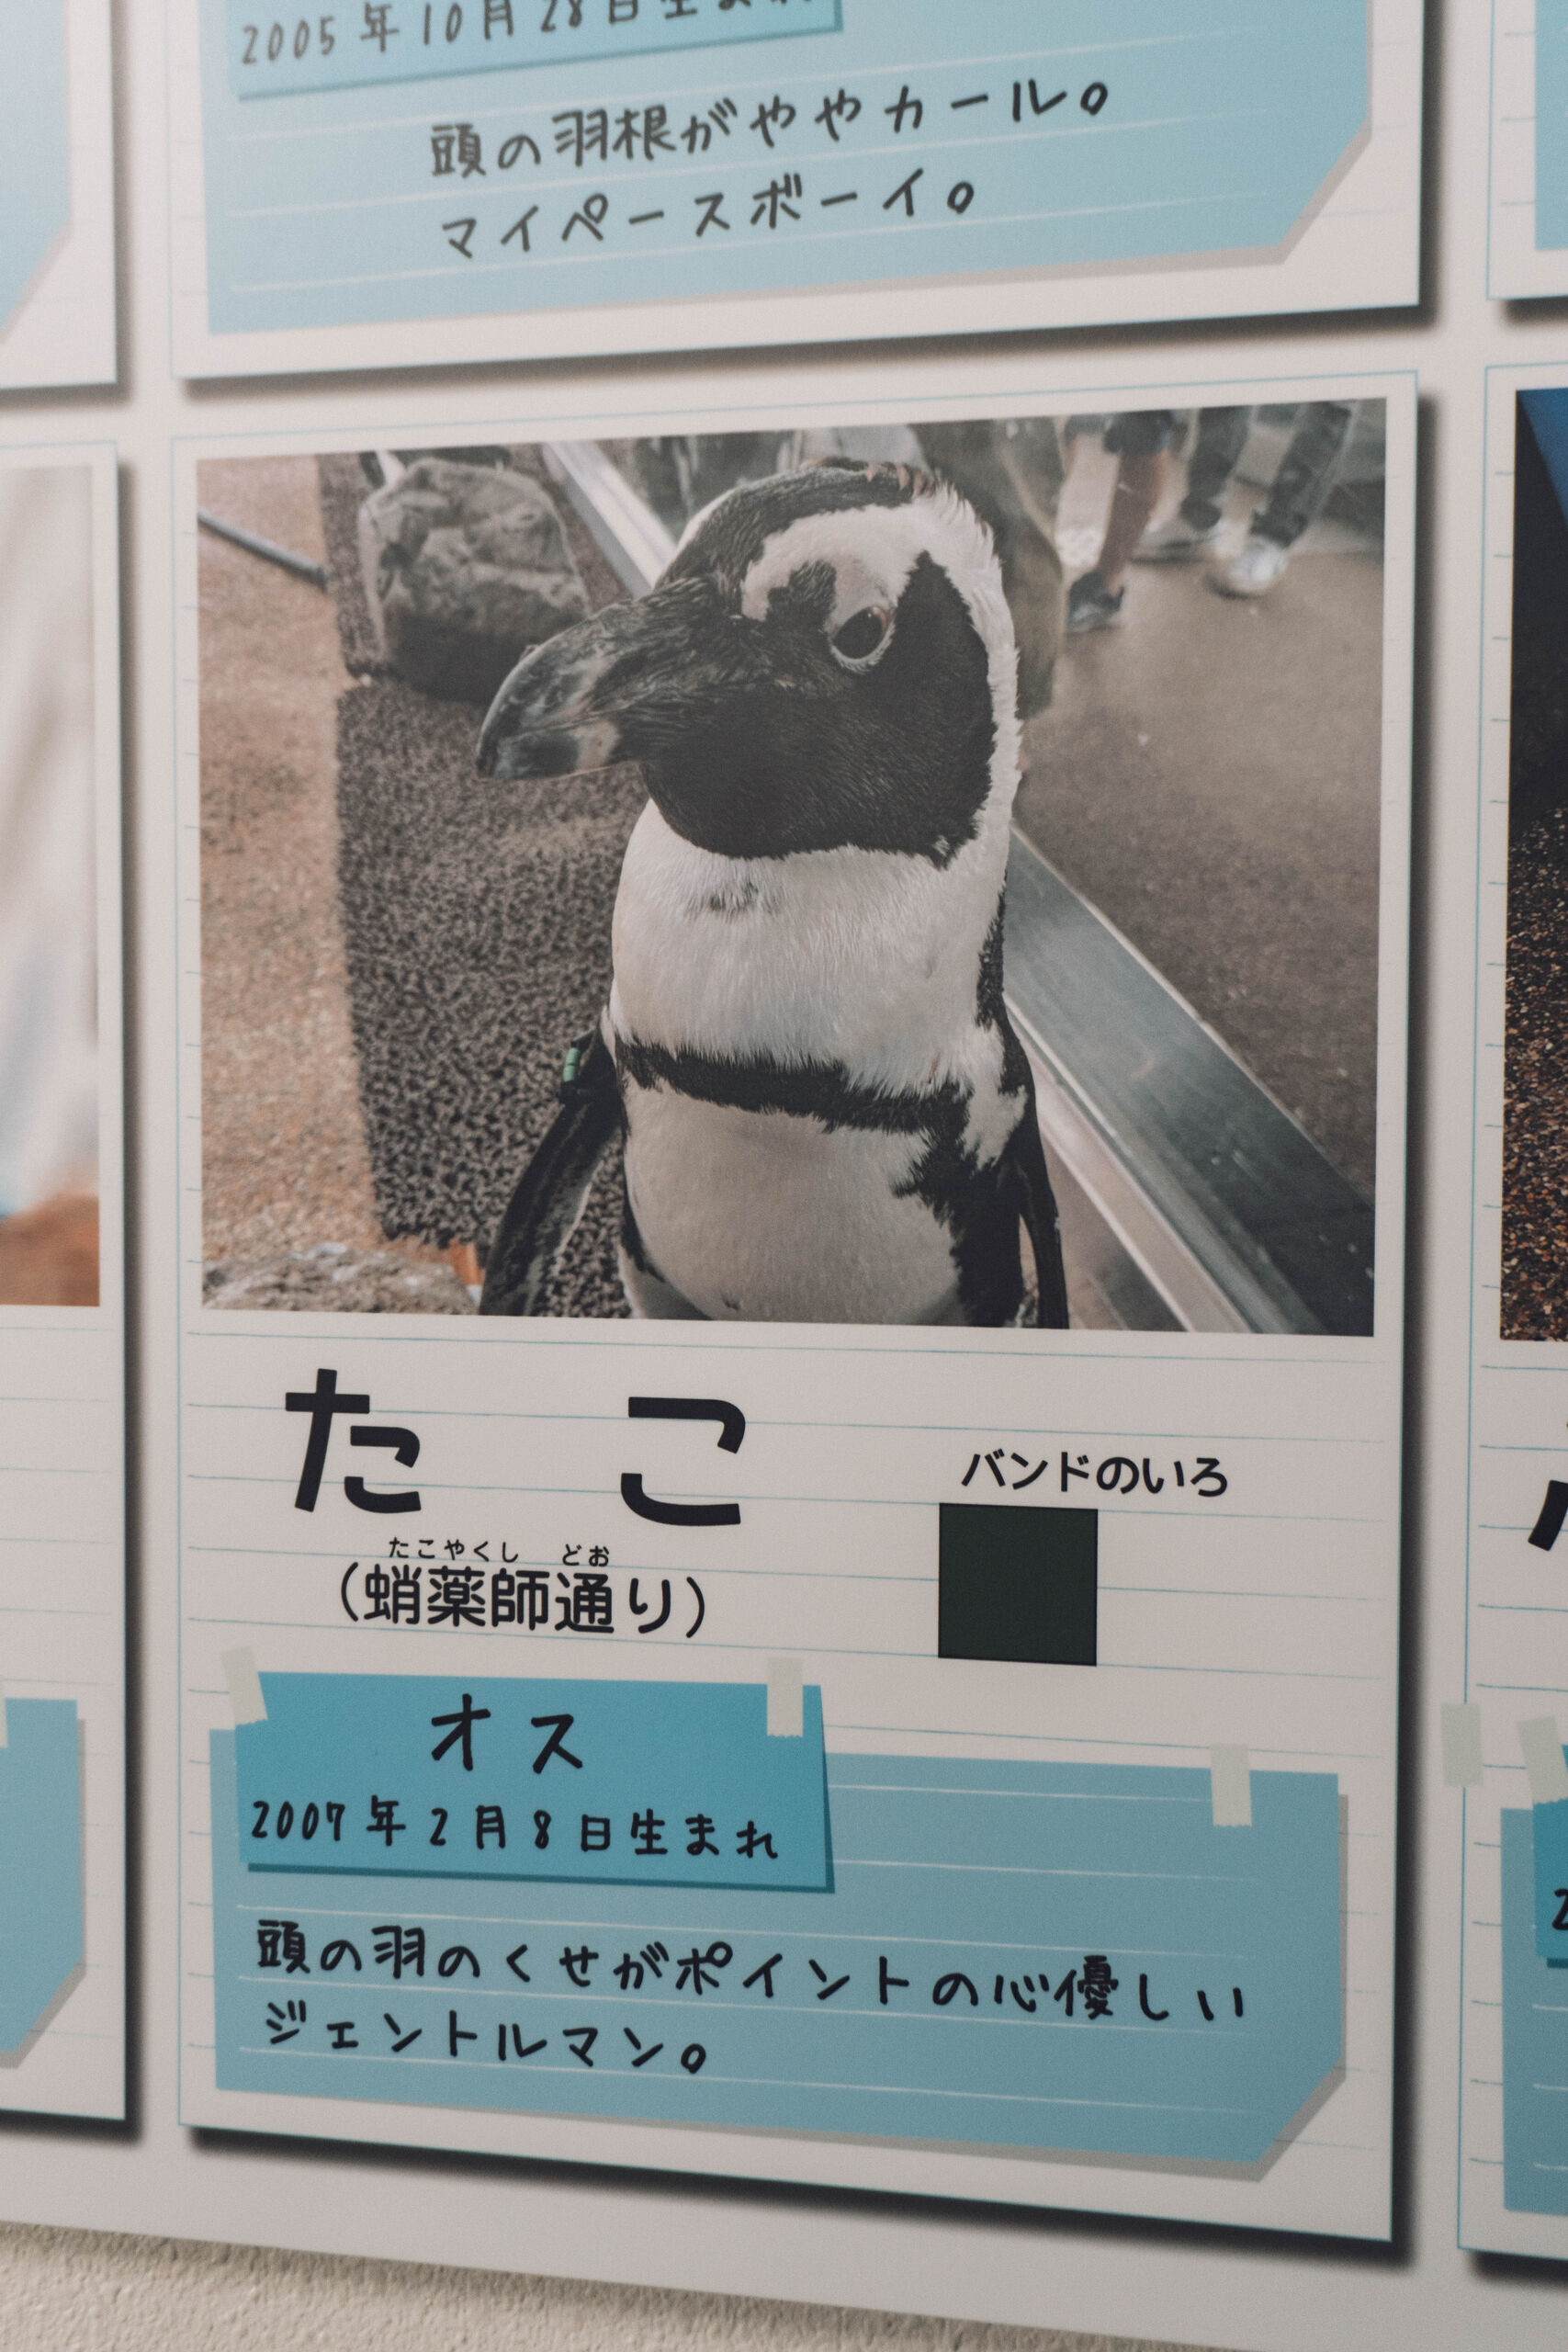 2005年10月28日生まれ
頭の羽根がややカール。
マイペースボーイ。
たこ
バンドのいろ
たこやくし どお
(蛸薬師通り)
オス
2007年2月8日生まれ
頭の羽のくせがポイントの心優しい
ジェントルマン。